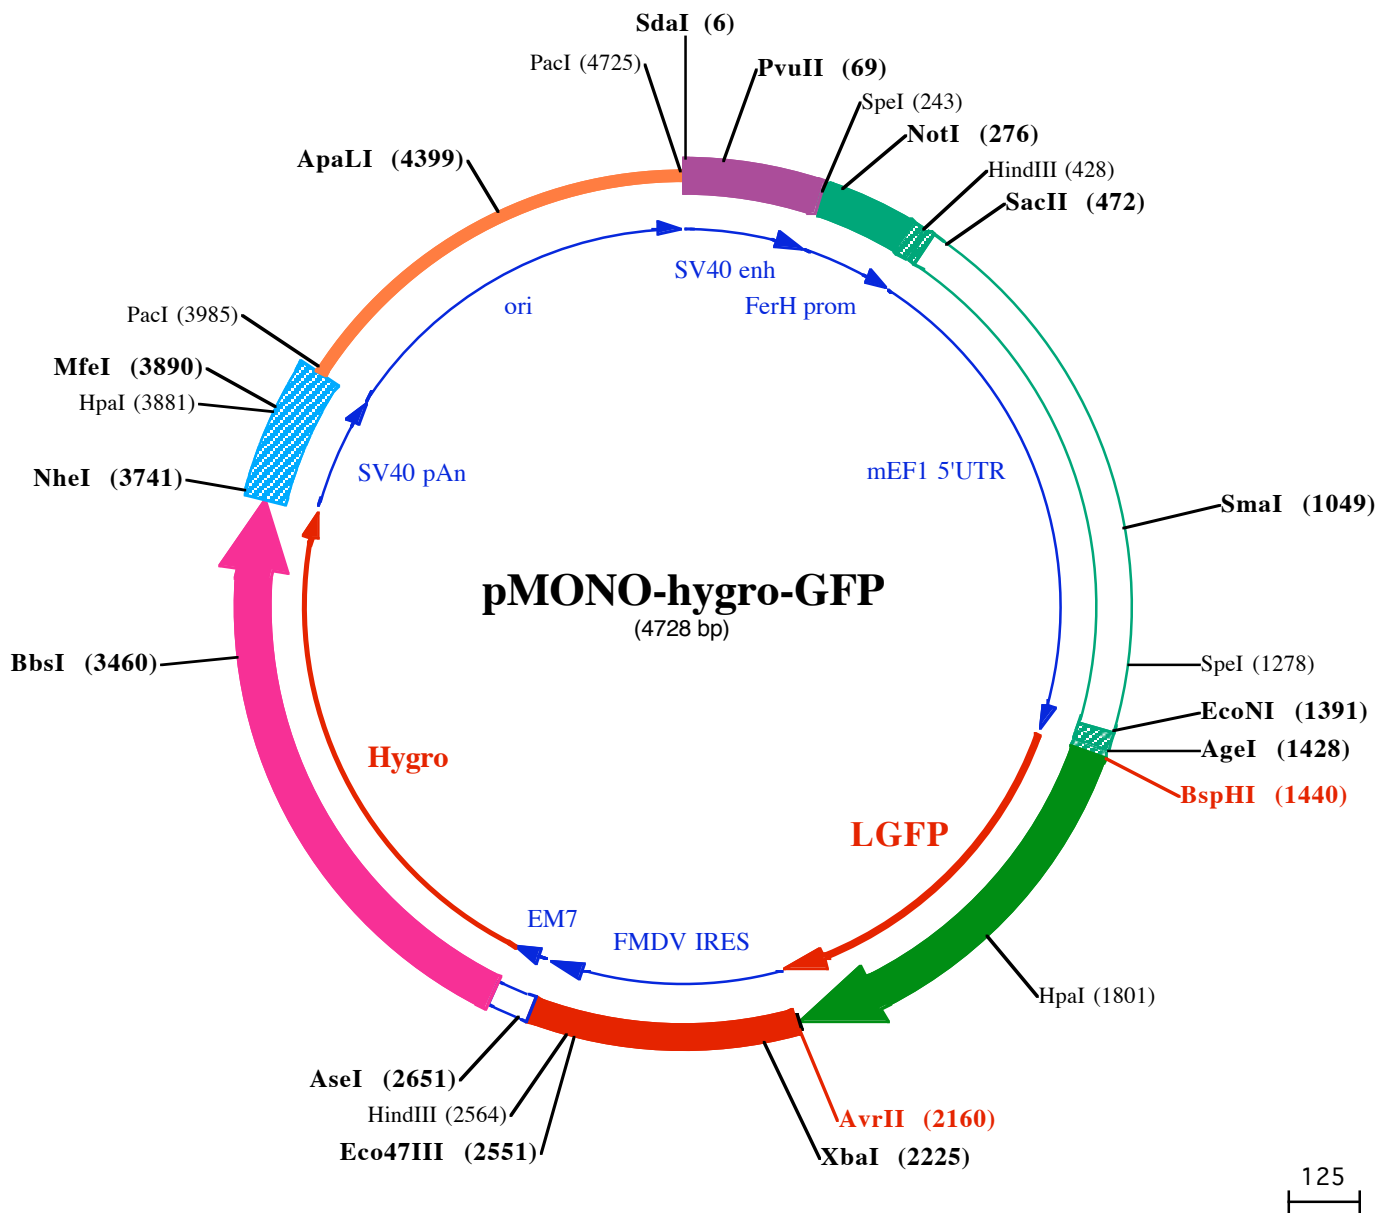 SdaI (6)
PacI (4725)
PvuII (69)
SpeI (243)
NotI (276)
ApaLI (4399)
HindIII (428)
SacII (472)
SV40 enh
ori
FerH prom
PacI (3985)
MfeI (3890)
HpaI (3881)
SV40 pAn
mEF1 5'UTR
NheI (3741)
SmaI (1049)
pMONO-hygro-GFP
(4728 bp)
BbsI (3460)
SpeI (1278)
EcoNI (1391)
AgeI (1428)
Hygro
BspHI (1440)
LGFP
EM7
FMDV IRES
HpaI (1801)
AseI (2651)
HindIII (2564)
AvrII (2160)
Eco47III (2551)
XbaI (2225)
125